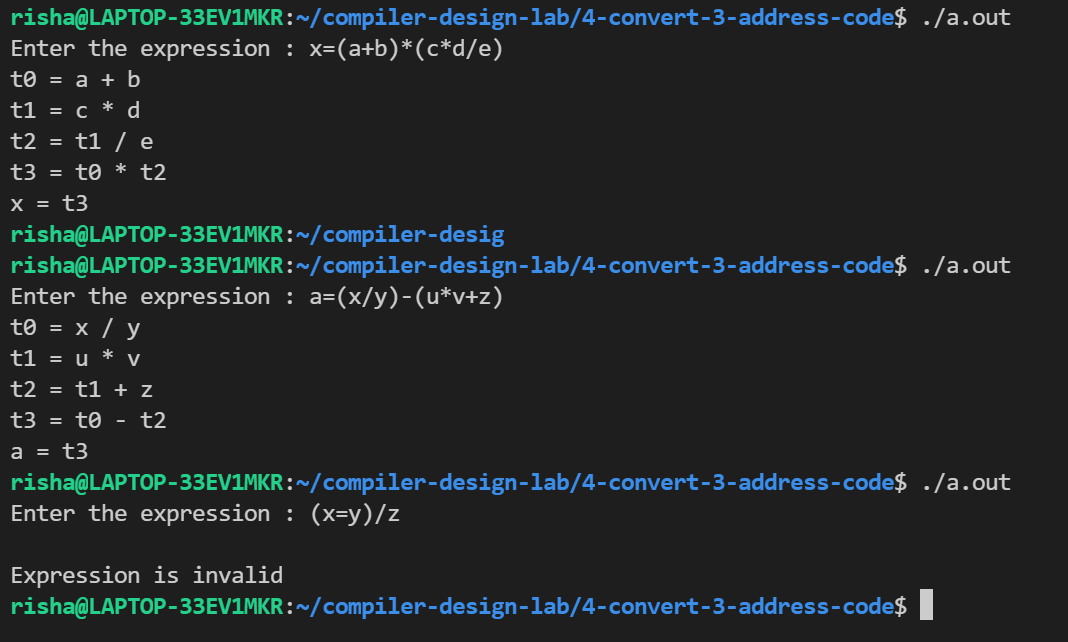 risha@LAPTOP-33EV1MKR:~/compiler-design-lab/4-convert-3-address-code$ ./a.out
Enter the expression : x=(a+b)*(c*d/e)
t0 = a + b
t1 = c * d
t2 = t1 / e
t3 = t0 * t2
x = t3
risha@LAPTOP-33EV1MKR:~/compiler-desig
risha@LAPTOP-33EV1MKR:~/compiler-design-lab/4-convert-3-address-code$ ./a.out
Enter the expression : a=(x/y)-(u*v+z)
t0 = x / y
t1 = u * v
t2 = t1 + z
t3 = t0 - t2
a = t3
risha@LAPTOP-33EV1MKR:~/compiler-design-lab/4-convert-3-address-code$ ./a.out
Enter the expression : (x=y)/z
Expression is invalid
risha@LAPTOP-33EV1MKR:~/compiler-design-lab/4-convert-3-address-code$